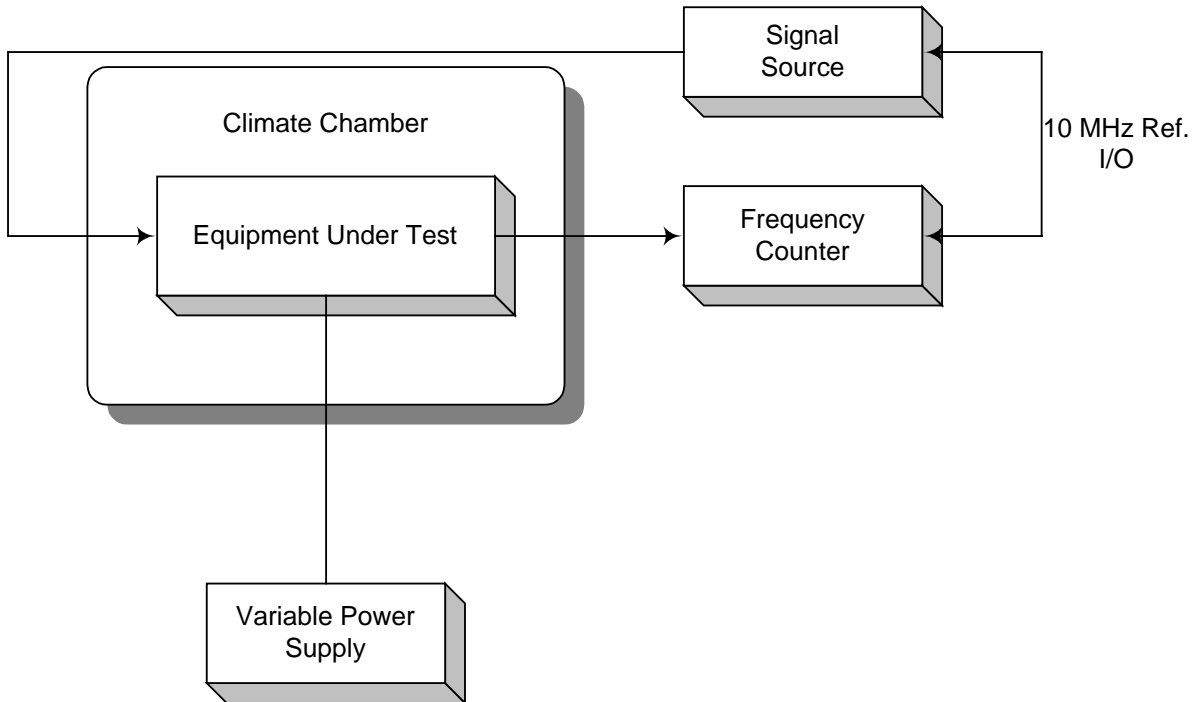 Signal
Source
Climate Chamber
10 MHz Ref.
I/O
Equipment Under Test
Frequency
Counter
Variable Power
Supply